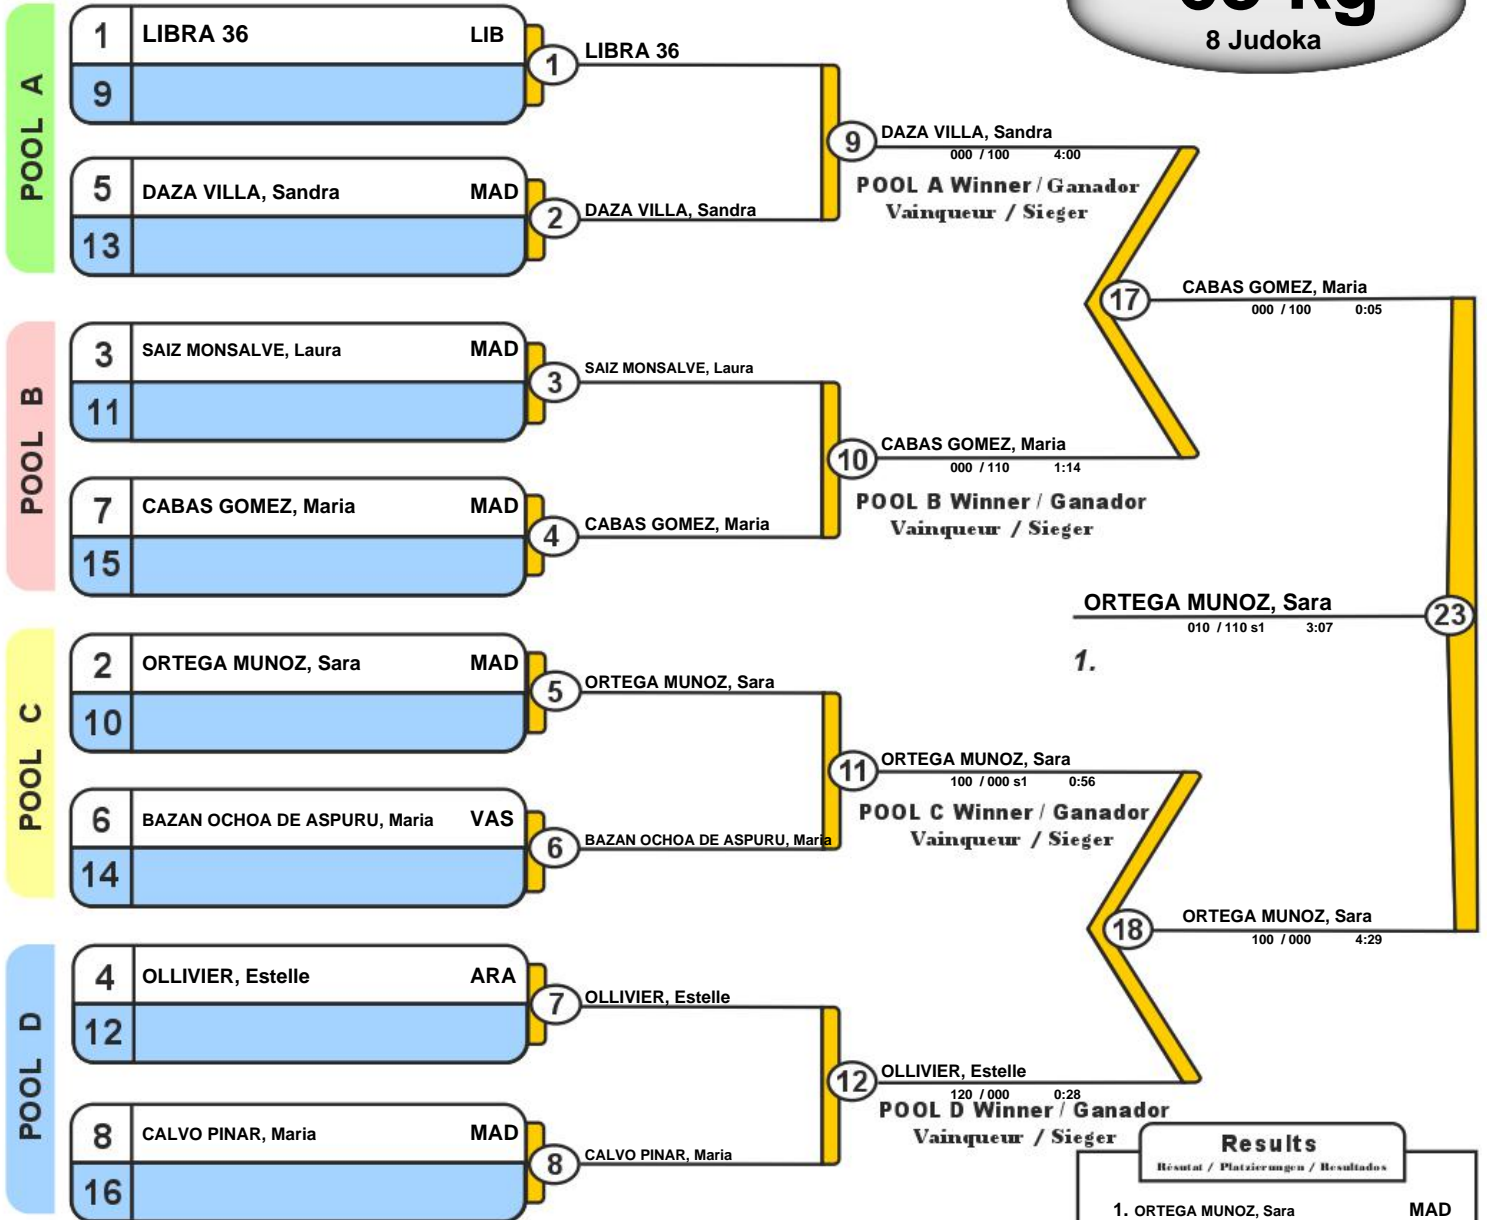 8 Judoka
POOL A
1 LIBRA 36 LIB
9
1 LIBRA 36
5 DAZA VILLA, Sandra MAD
13
2 DAZA VILLA, Sandra
9 DAZA VILLA, Sandra
000 / 100 4:00
POOL A Winner / Ganador
Vainqueur / Sieger
POOL B
3 SAIZ MONSALVE, Laura MAD
11
3 SAIZ MONSALVE, Laura
7 CABAS GOMEZ, Maria MAD
15
4 CABAS GOMEZ, Maria
10 CABAS GOMEZ, Maria
000 / 110 1:14
POOL B Winner / Ganador
Vainqueur / Sieger
17 CABAS GOMEZ, Maria
000 / 100 0:05
ORTEGA MUNOZ, Sara 23
010 / 110 s1 3:07
1.
POOL C
2 ORTEGA MUNOZ, Sara MAD
10
5 ORTEGA MUNOZ, Sara
6 BAZAN OCHOA DE ASPURU, Maria VAS
14
6 BAZAN OCHOA DE ASPURU, Maria
11 ORTEGA MUNOZ, Sara
100 / 000 s1 0:56
POOL C Winner / Ganador
Vainqueur / Sieger
18 ORTEGA MUNOZ, Sara
100 / 000 4:29
POOL D
4 OLLIVIER, Estelle ARA
12
7 OLLIVIER, Estelle
8 CALVO PINAR, Maria MAD
16
8 CALVO PINAR, Maria
12 OLLIVIER, Estelle
120 / 000 0:28
POOL D Winner / Ganador
Vainqueur / Sieger
Results
Résutat / Platzierungen / Resultados
1. ORTEGA MUNOZ, Sara MAD